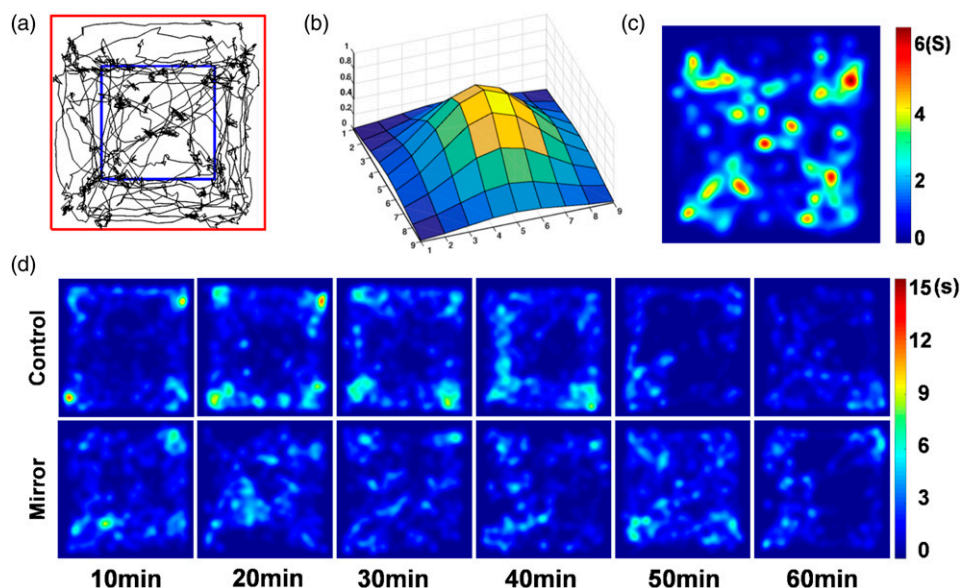 (a)
(b)
(c)
1
0.8
0.6
0.4
0.2
0
1 2 3 4 5 6 7 8 9
1 2 3 4 5 6 7 8 9
6(S)
4
2
0
(d)
Control
Mirror
15(s)
12
9
6
3
0
10min 20min 30min 40min 50min 60min